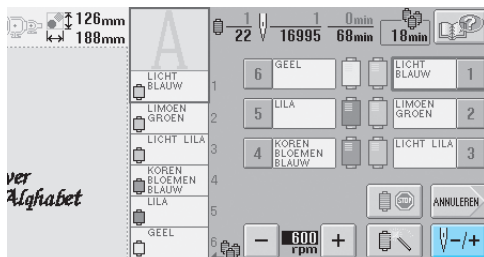 126mm
188mm
1
22
1
16995
0min
68min
18min
A
LICHT
BLAUW
1
LIMOEN
GROEN
2
LICHT LILA
3
KOREN
BLOEMEN
BLAUW
4
LILA
5
GEEL
6
ver
Alphabet
6
GEEL
LICHT
BLAUW
1
5
LILA
LIMOEN
GROEN
2
4
KOREN
BLOEMEN
BLAUW
LICHT LILA
3
STOP
ANNULEREN
−
600
rpm
+
−/+